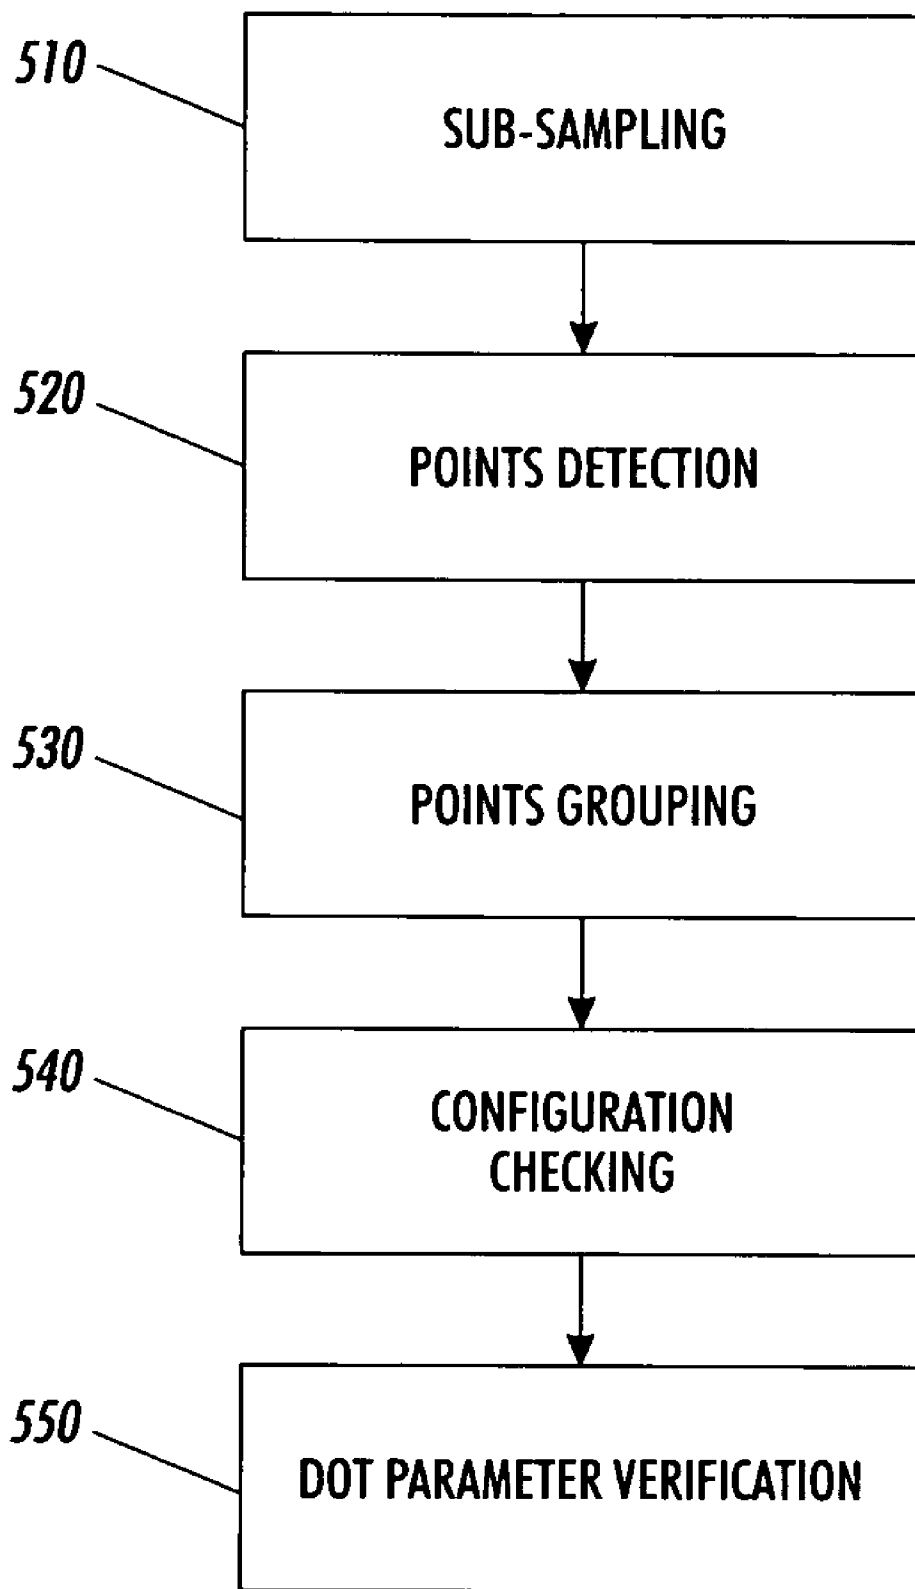 510
SUB-SAMPLING
520
POINTS DETECTION
530
POINTS GROUPING
540
CONFIGURATION
CHECKING
550
DOT PARAMETER VERIFICATION